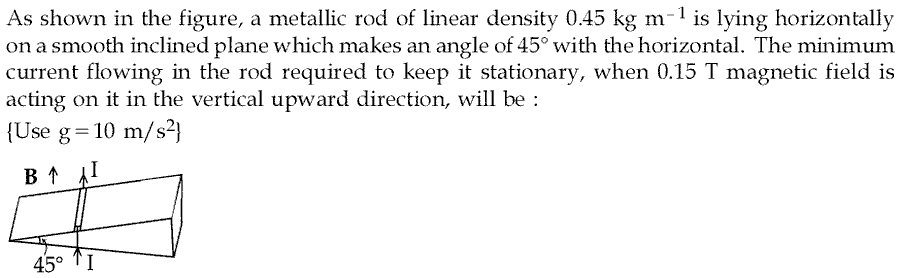 As shown in the figure, a metallic rod of linear density 0.45 kg m⁻¹ is lying horizontally
on a smooth inclined plane which makes an angle of 45° with the horizontal. The minimum
current flowing in the rod required to keep it stationary, when 0.15 T magnetic field is
acting on it in the vertical upward direction, will be :
{Use g = 10 m/s²}
B ↑ I
45° I